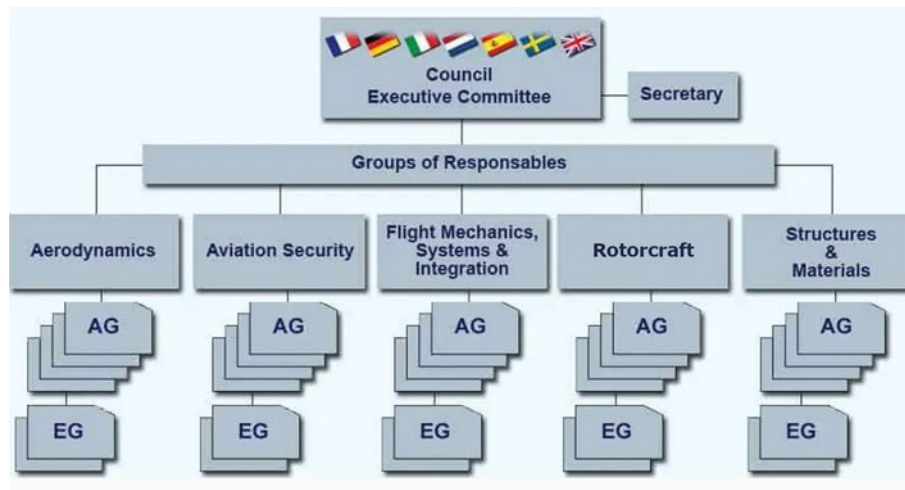 Council
Executive Committee
Secretary
Groups of Responsables
Aerodynamics
Aviation Security
Flight Mechanics,
Systems &
Integration
Rotorcraft
Structures
&
Materials
AG
AG
AG
AG
AG
EG
EG
EG
EG
EG